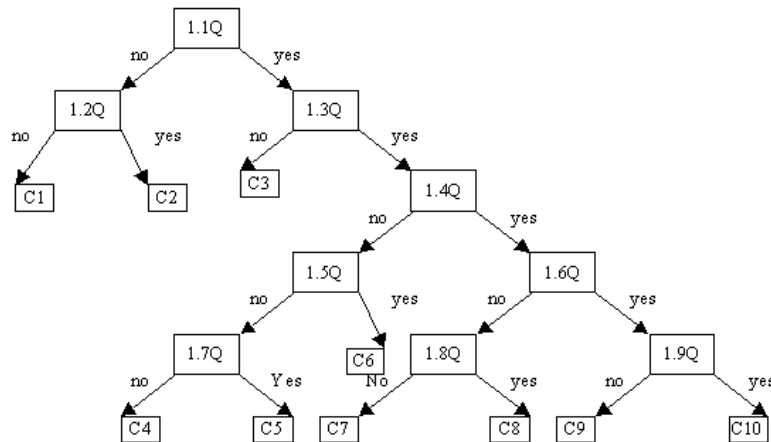 1.1Q
no yes
1.2Q 1.3Q
no yes no yes
C1 C2 C3 1.4Q
no yes
1.5Q 1.6Q
no yes no yes
1.7Q C6 1.8Q 1.9Q
no Yes No yes no yes
C4 C5 C7 C8 C9 C10